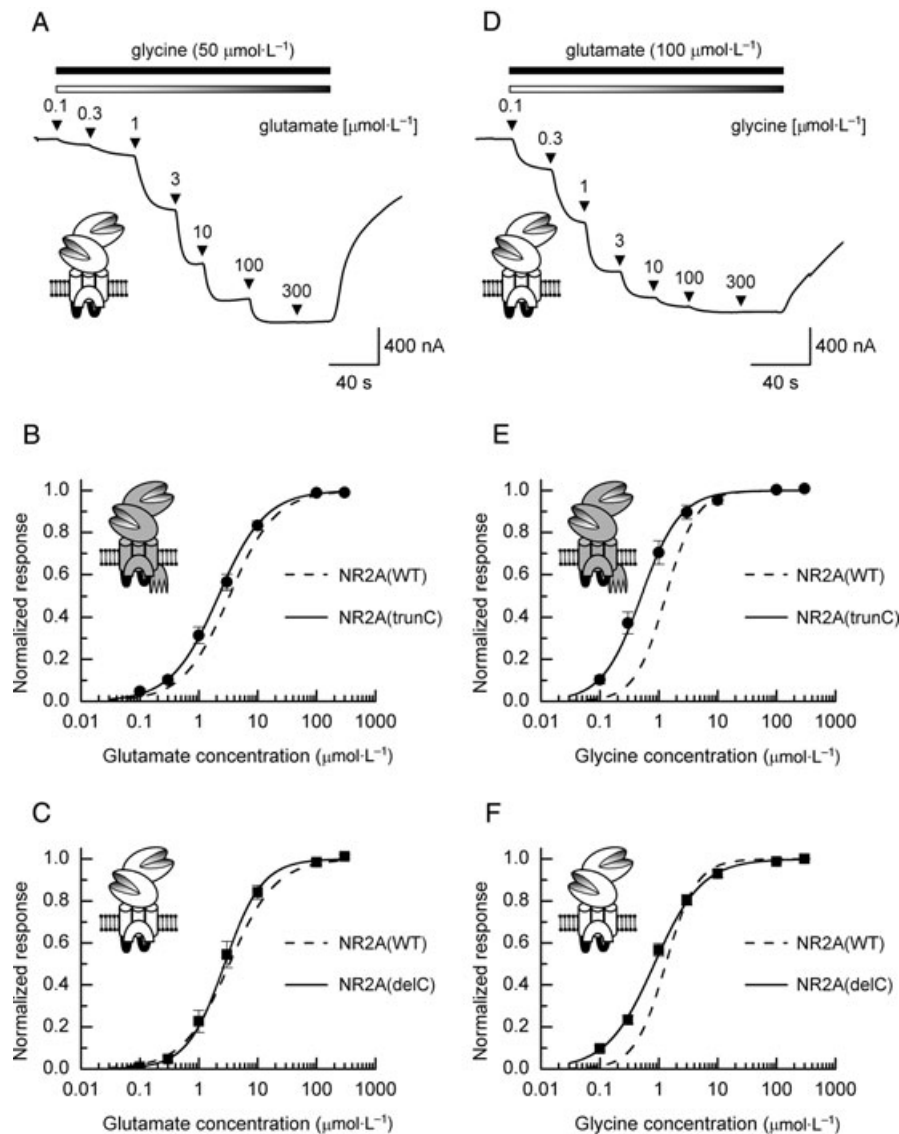 A
glycine (50 μmol·L⁻¹)
0.1
0.3
1
glutamate [μmol·L⁻¹]
3
10
100
300
400 nA
40 s
D
glutamate (100 μmol·L⁻¹)
0.1
0.3
glycine [μmol·L⁻¹]
1
3
10
100
300
400 nA
40 s
B
Normalized response
1.0
0.8
0.6
0.4
0.2
0.0
NR2A(WT)
NR2A(trunC)
0.01 0.1 1 10 100 1000
Glutamate concentration (μmol·L⁻¹)
E
Normalized response
1.0
0.8
0.6
0.4
0.2
0.0
NR2A(WT)
NR2A(trunC)
0.01 0.1 1 10 100 1000
Glycine concentration (μmol·L⁻¹)
C
Normalized response
1.0
0.8
0.6
0.4
0.2
0.0
NR2A(WT)
NR2A(delC)
0.01 0.1 1 10 100 1000
Glutamate concentration (μmol·L⁻¹)
F
Normalized response
1.0
0.8
0.6
0.4
0.2
0.0
NR2A(WT)
NR2A(delC)
0.01 0.1 1 10 100 1000
Glycine concentration (μmol·L⁻¹)